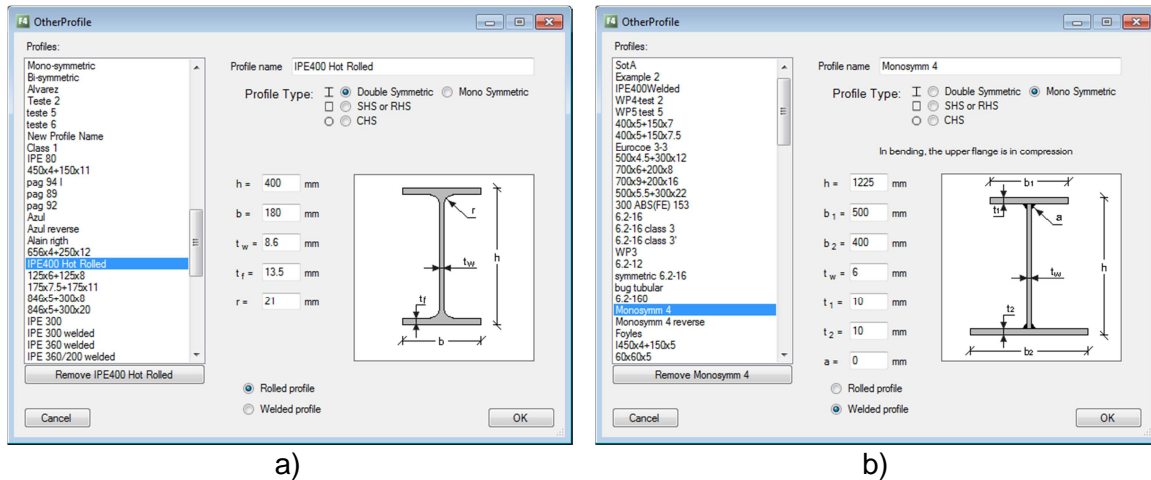 OtherProfile
Profiles:
Mono-symmetric
Bi-symmetric
Alvarez
Teste 2
teste 5
teste 6
New Profile Name
Class 1
IPE 80
450x4+150x11
pag 94 I
pag 89
pag 92
Azul
Azul reverse
Alain rigth
656x4+250x12
IPE400 Hot Rolled
125x6+125x8
175x7.5+175x11
846x5+300x8
846x5+300x20
IPE 300
IPE 300 welded
IPE 360 welded
IPE 360/200 welded
Remove IPE400 Hot Rolled
Cancel
Profile name IPE400 Hot Rolled
Profile Type: Double Symmetric Mono Symmetric
SHS or RHS
CHS
h = 400 mm
b = 180 mm
t w = 8.6 mm
t f = 13.5 mm
r = 21 mm
r
tw
h
tf
b
Rolled profile
Welded profile
OK
a)
OtherProfile
Profiles:
SotA
Example 2
IPE400Welded
WP4-test 2
WP5 test 5
400x5+150x7
400x5+150x7.5
Eurocoe 3-3
500x4.5+300x12
700x6+200x8
700x9+200x16
500x5.5+300x22
300 ABS(FE) 153
6.2-16
6.2-16 class 3
6.2-16 class 3'
WP3
6.2-12
symmetric 6.2-16
bug tubular
6.2-160
Monosymm 4
Monosymm 4 reverse
Foyles
I450x4+150x5
60x60x5
Remove Monosymm 4
Cancel
Profile name Monosymm 4
Profile Type: Double Symmetric Mono Symmetric
SHS or RHS
CHS
In bending, the upper flange is in compression
h = 1225 mm
b 1 = 500 mm
b 2 = 400 mm
t w = 6 mm
t 1 = 10 mm
t 2 = 10 mm
a = 0 mm
b1
t1
a
tw
h
t2
b2
Rolled profile
Welded profile
OK
b)